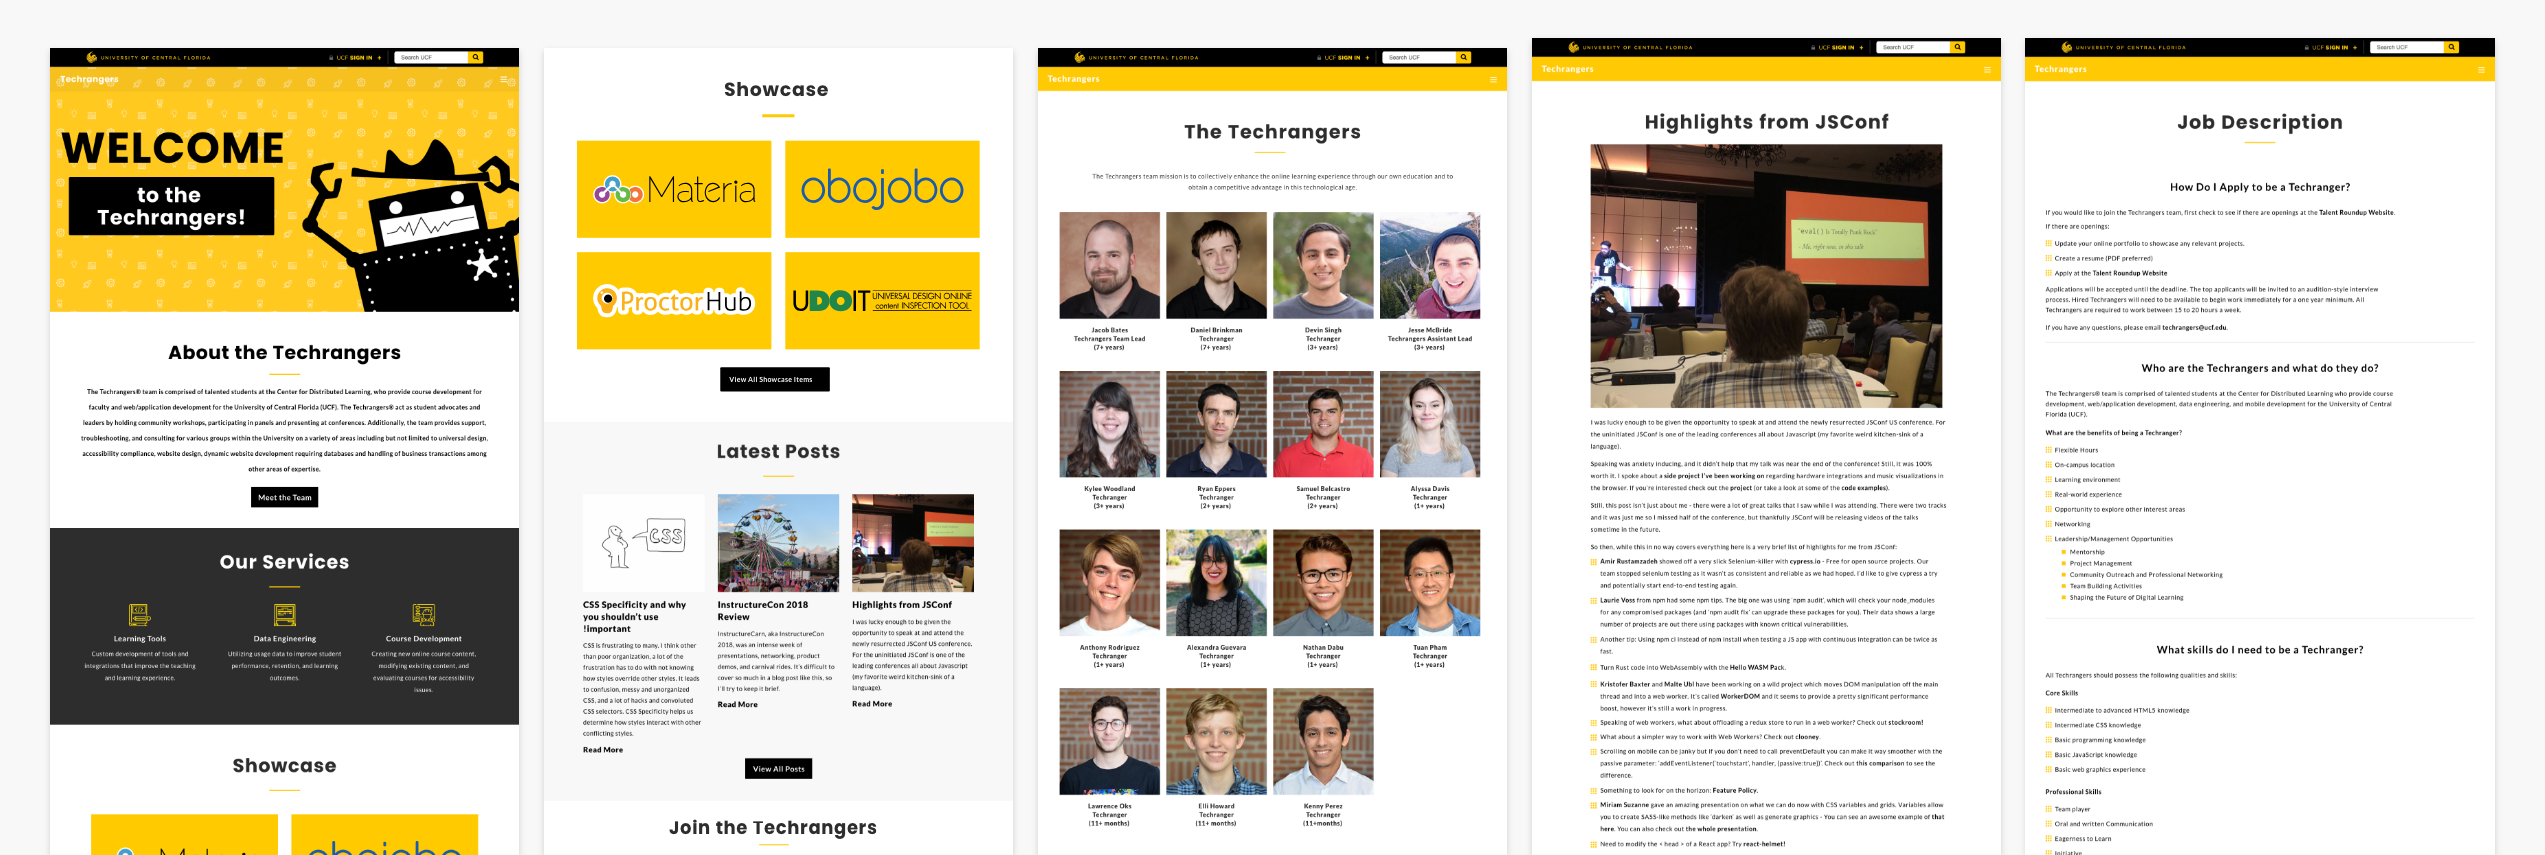 UNIVERSITY OF CENTRAL FLORIDA
UCF SIGN IN +
Search UCF
Techrangers
WELCOME
to the
Techrangers!
About the Techrangers
The Techrangers® team is comprised of talented students at the Center for Distributed Learning, who provide course development for
faculty and web/application development for the University of Central Florida (UCF). The Techrangers® act as student advocates and
leaders by holding community workshops, participating in panels and presenting at conferences. Additionally, the team provides support,
troubleshooting, and consulting for various groups within the University on a variety of areas including but not limited to universal design,
accessibility compliance, website design, dynamic website development requiring databases and handling of business transactions among
other areas of expertise.
Meet the Team
Our Services
Learning Tools
Custom development of tools and
integrations that improve the teaching
and learning experience.
Data Engineering
Utilizing usage data to improve student
performance, retention, and learning
outcomes.
Course Development
Creating new online course content,
modifying existing content, and
evaluating courses for accessibility
issues.
Showcase
Materia
obojobo
Showcase
Materia
obojobo
ProctorHub
UDOIT UNIVERSAL DESIGN ONLINE
content INSPECTION TOOL
View All Showcase Items
Latest Posts
CSS
CSS Specificity and why
you shouldn't use
!important
CSS is frustrating to many. I think other
than poor organization, a lot of the
frustration has to do with not knowing
how styles override other styles. It leads
to confusion, messy and unorganized
CSS, and a lot of hacks and convoluted
CSS selectors. CSS Specificity helps us
determine how styles interact with other
conflicting styles.
Read More
InstructureCon 2018
Review
InstructureCarn, aka InstructureCon
2018, was an intense week of
presentations, networking, product
demos, and carnival rides. It's difficult to
cover so much in a blog post like this, so
I'll try to keep it brief.
Read More
Highlights from JSConf
I was lucky enough to be given the
opportunity to speak at and attend the
newly resurrected JSConf US conference.
For the uninitiated JSConf is one of the
leading conferences all about Javascript
(my favorite weird kitchen-sink of a
language).
Read More
View All Posts
Join the Techrangers
UNIVERSITY OF CENTRAL FLORIDA
UCF SIGN IN +
Search UCF
Techrangers
The Techrangers
The Techrangers team mission is to collectively enhance the online learning experience through our own education and to
obtain a competitive advantage in this technological age.
Jacob Bates
Techrangers Team Lead
(7+ years)
Daniel Brinkman
Techranger
(7+ years)
Devin Singh
Techranger
(3+ years)
Jesse McBride
Techrangers Assistant Lead
(3+ years)
Kylee Woodland
Techranger
(3+ years)
Ryan Eppers
Techranger
(2+ years)
Samuel Belcastro
Techranger
(2+ years)
Alyssa Davis
Techranger
(1+ years)
Anthony Rodriguez
Techranger
(1+ years)
Alexandra Guevara
Techranger
(1+ years)
Nathan Dabu
Techranger
(1+ years)
Tuan Pham
Techranger
(1+ years)
Lawrence Oks
Techranger
(11+ months)
Elli Howard
Techranger
(11+ months)
Kenny Perez
Techranger
(11+months)
UNIVERSITY OF CENTRAL FLORIDA
UCF SIGN IN +
Search UCF
Techrangers
Highlights from JSConf
"eval() Is Totally Punk Rock"
- Me, right now, in this talk
I was lucky enough to be given the opportunity to speak at and attend the newly resurrected JSConf US conference. For
the uninitiated JSConf is one of the leading conferences all about Javascript (my favorite weird kitchen-sink of a
language).
Speaking was anxiety inducing, and it didn't help that my talk was near the end of the conference! Still, it was 100%
worth it. I spoke about a side project I've been working on regarding hardware integrations and music visualizations in
the browser. If you're interested check out the project (or take a look at some of the code examples).
Still, this post isn't just about me - there were a lot of great talks that I saw while I was attending. There were two tracks
and it was just me so I missed half of the conference, but thankfully JSConf will be releasing videos of the talks
sometime in the future.
So then, while this in no way covers everything here is a very brief list of highlights for me from JSConf:
Amir Rustamzadeh showed off a very slick Selenium-killer with cypress.io - Free for open source projects. Our
team stopped selenium testing as it wasn't as consistent and reliable as we had hoped. I'd like to give cypress a try
and potentially start end-to-end testing again.
Laurie Voss from npm had some npm tips. The big one was using 'npm audit', which will check your node_modules
for any compromised packages (and 'npm audit fix' can upgrade these packages for you). Their data shows a large
number of projects are out there using packages with known critical vulnerabilities.
Another tip: Using npm ci instead of npm install when testing a JS app with continuous integration can be twice as
fast.
Turn Rust code into WebAssembly with the Hello WASM Pack.
Kristofer Baxter and Malte Ubl have been working on a wild project which moves DOM manipulation off the main
thread and into a web worker. It's called WorkerDOM and it seems to provide a pretty significant performance
boost, however it's still a work in progress.
Speaking of web workers, what about offloading a redux store to run in a web worker? Check out stockroom!
What about a simpler way to work with Web Workers? Check out clooney.
Scrolling on mobile can be janky but if you don't need to call preventDefault you can make it way smoother with the
passive parameter: 'addEventListener('touchstart', handler, {passive:true})'. Check out this comparison to see the
difference.
Something to look for on the horizon: Feature Policy.
Miriam Suzanne gave an amazing presentation on what we can do now with CSS variables and grids. Variables allow
you to create SASS-like methods like 'darken' as well as generate graphics - You can see an awesome example of that
here. You can also check out the whole presentation.
Need to modify the < head > of a React app? Try react-helmet!
UNIVERSITY OF CENTRAL FLORIDA
UCF SIGN IN +
Search UCF
Techrangers
Job Description
How Do I Apply to be a Techranger?
If you would like to join the Techrangers team, first check to see if there are openings at the Talent Roundup Website.
If there are openings:
Update your online portfolio to showcase any relevant projects.
Create a resume (PDF preferred)
Apply at the Talent Roundup Website
Applications will be accepted until the deadline. The top applicants will be invited to an audition-style interview
process. Hired Techrangers will need to be available to begin work immediately for a one year minimum. All
Techrangers are required to work between 15 to 20 hours a week.
If you have any questions, please email techrangers@ucf.edu.
Who are the Techrangers and what do they do?
The Techrangers® team is comprised of talented students at the Center for Distributed Learning who provide course
development, web/application development, data engineering, and mobile development for the University of Central
Florida (UCF).
What are the benefits of being a Techranger?
Flexible Hours
On-campus location
Learning environment
Real-world experience
Opportunity to explore other interest areas
Networking
Leadership/Management Opportunities
Mentorship
Project Management
Community Outreach and Professional Networking
Team Building Activities
Shaping the Future of Digital Learning
What skills do I need to be a Techranger?
All Techrangers should possess the following qualities and skills:
Core Skills
Intermediate to advanced HTML5 knowledge
Intermediate CSS knowledge
Basic programming knowledge
Basic JavaScript knowledge
Basic web graphics experience
Professional Skills
Team player
Oral and written Communication
Eagerness to Learn
Initiative